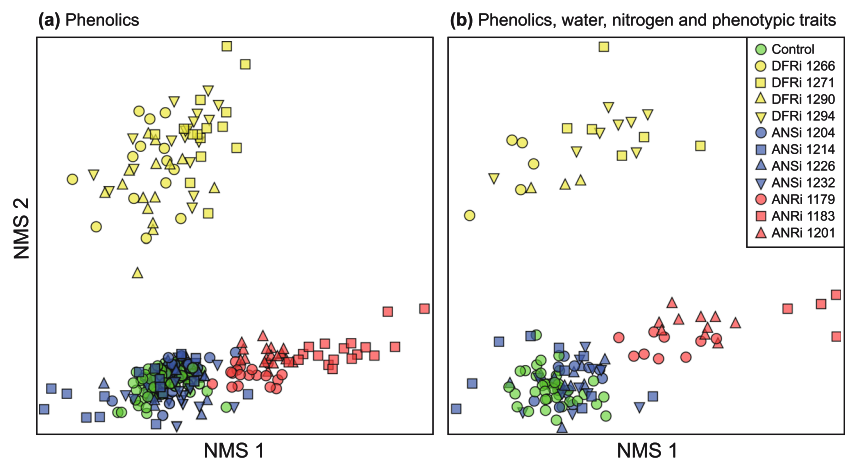 (a) Phenolics
(b) Phenolics, water, nitrogen and phenotypic traits
Control
DFRi 1266
DFRi 1271
DFRi 1290
DFRi 1294
ANSi 1204
ANSi 1214
ANSi 1226
ANSi 1232
ANRi 1179
ANRi 1183
ANRi 1201
NMS 2
NMS 1
NMS 1